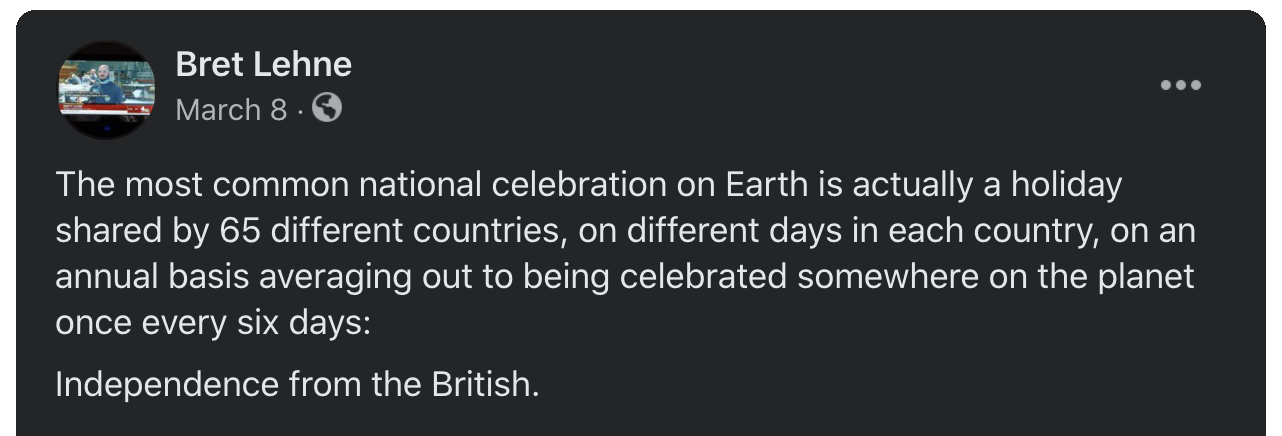 Bret Lehne
March 8 ·
The most common national celebration on Earth is actually a holiday
shared by 65 different countries, on different days in each country, on an
annual basis averaging out to being celebrated somewhere on the planet
once every six days:
Independence from the British.